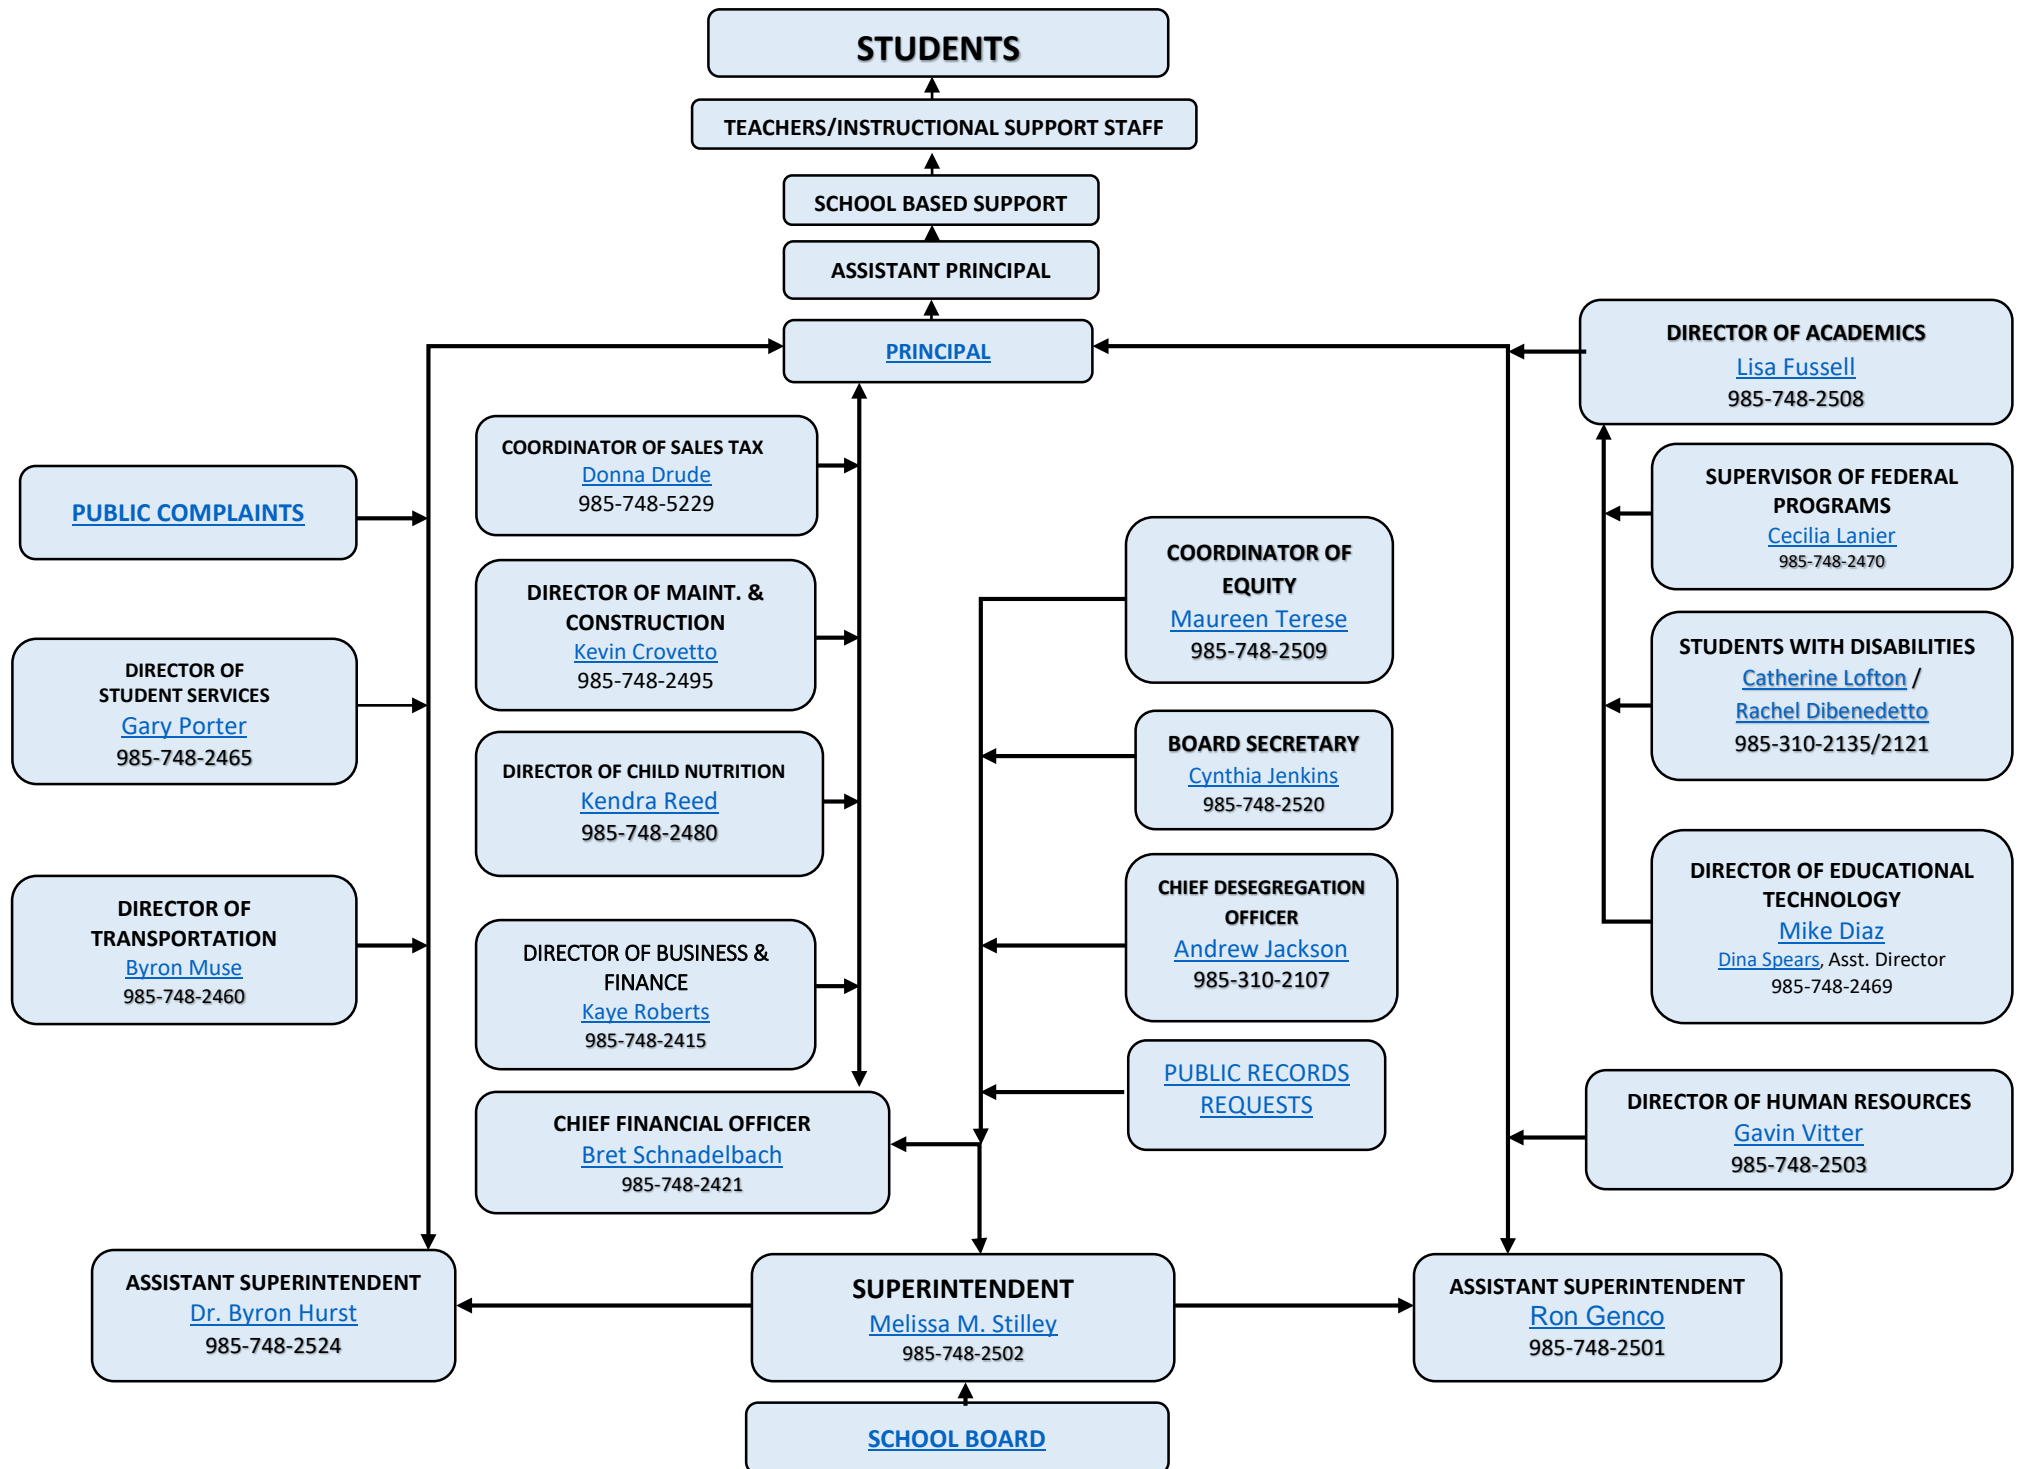 STUDENTS
TEACHERS/INSTRUCTIONAL SUPPORT STAFF
SCHOOL BASED SUPPORT
ASSISTANT PRINCIPAL
PRINCIPAL
PUBLIC COMPLAINTS
DIRECTOR OF
STUDENT SERVICES
Gary Porter
985-748-2465
DIRECTOR OF
TRANSPORTATION
Byron Muse
985-748-2460
COORDINATOR OF SALES TAX
Donna Drude
985-748-5229
DIRECTOR OF MAINT. &
CONSTRUCTION
Kevin Crovetto
985-748-2495
DIRECTOR OF CHILD NUTRITION
Kendra Reed
985-748-2480
DIRECTOR OF BUSINESS &
FINANCE
Kaye Roberts
985-748-2415
CHIEF FINANCIAL OFFICER
Bret Schnadelbach
985-748-2421
COORDINATOR OF
EQUITY
Maureen Terese
985-748-2509
BOARD SECRETARY
Cynthia Jenkins
985-748-2520
CHIEF DESEGREGATION
OFFICER
Andrew Jackson
985-310-2107
PUBLIC RECORDS
REQUESTS
DIRECTOR OF ACADEMICS
Lisa Fussell
985-748-2508
SUPERVISOR OF FEDERAL
PROGRAMS
Cecilia Lanier
985-748-2470
STUDENTS WITH DISABILITIES
Catherine Lofton /
Rachel Dibenedetto
985-310-2135/2121
DIRECTOR OF EDUCATIONAL
TECHNOLOGY
Mike Diaz
Dina Spears, Asst. Director
985-748-2469
DIRECTOR OF HUMAN RESOURCES
Gavin Vitter
985-748-2503
ASSISTANT SUPERINTENDENT
Dr. Byron Hurst
985-748-2524
SUPERINTENDENT
Melissa M. Stilley
985-748-2502
ASSISTANT SUPERINTENDENT
Ron Genco
985-748-2501
SCHOOL BOARD